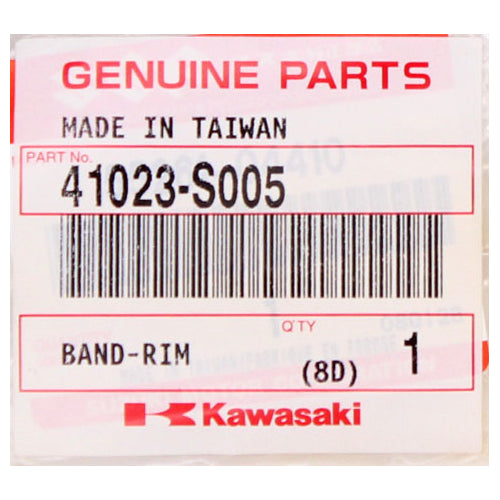 GENUINE PARTS
MADE IN TAIWAN
PART No.
41023-S005
Q'TY
BAND-RIM (8D) 1
Kawasaki